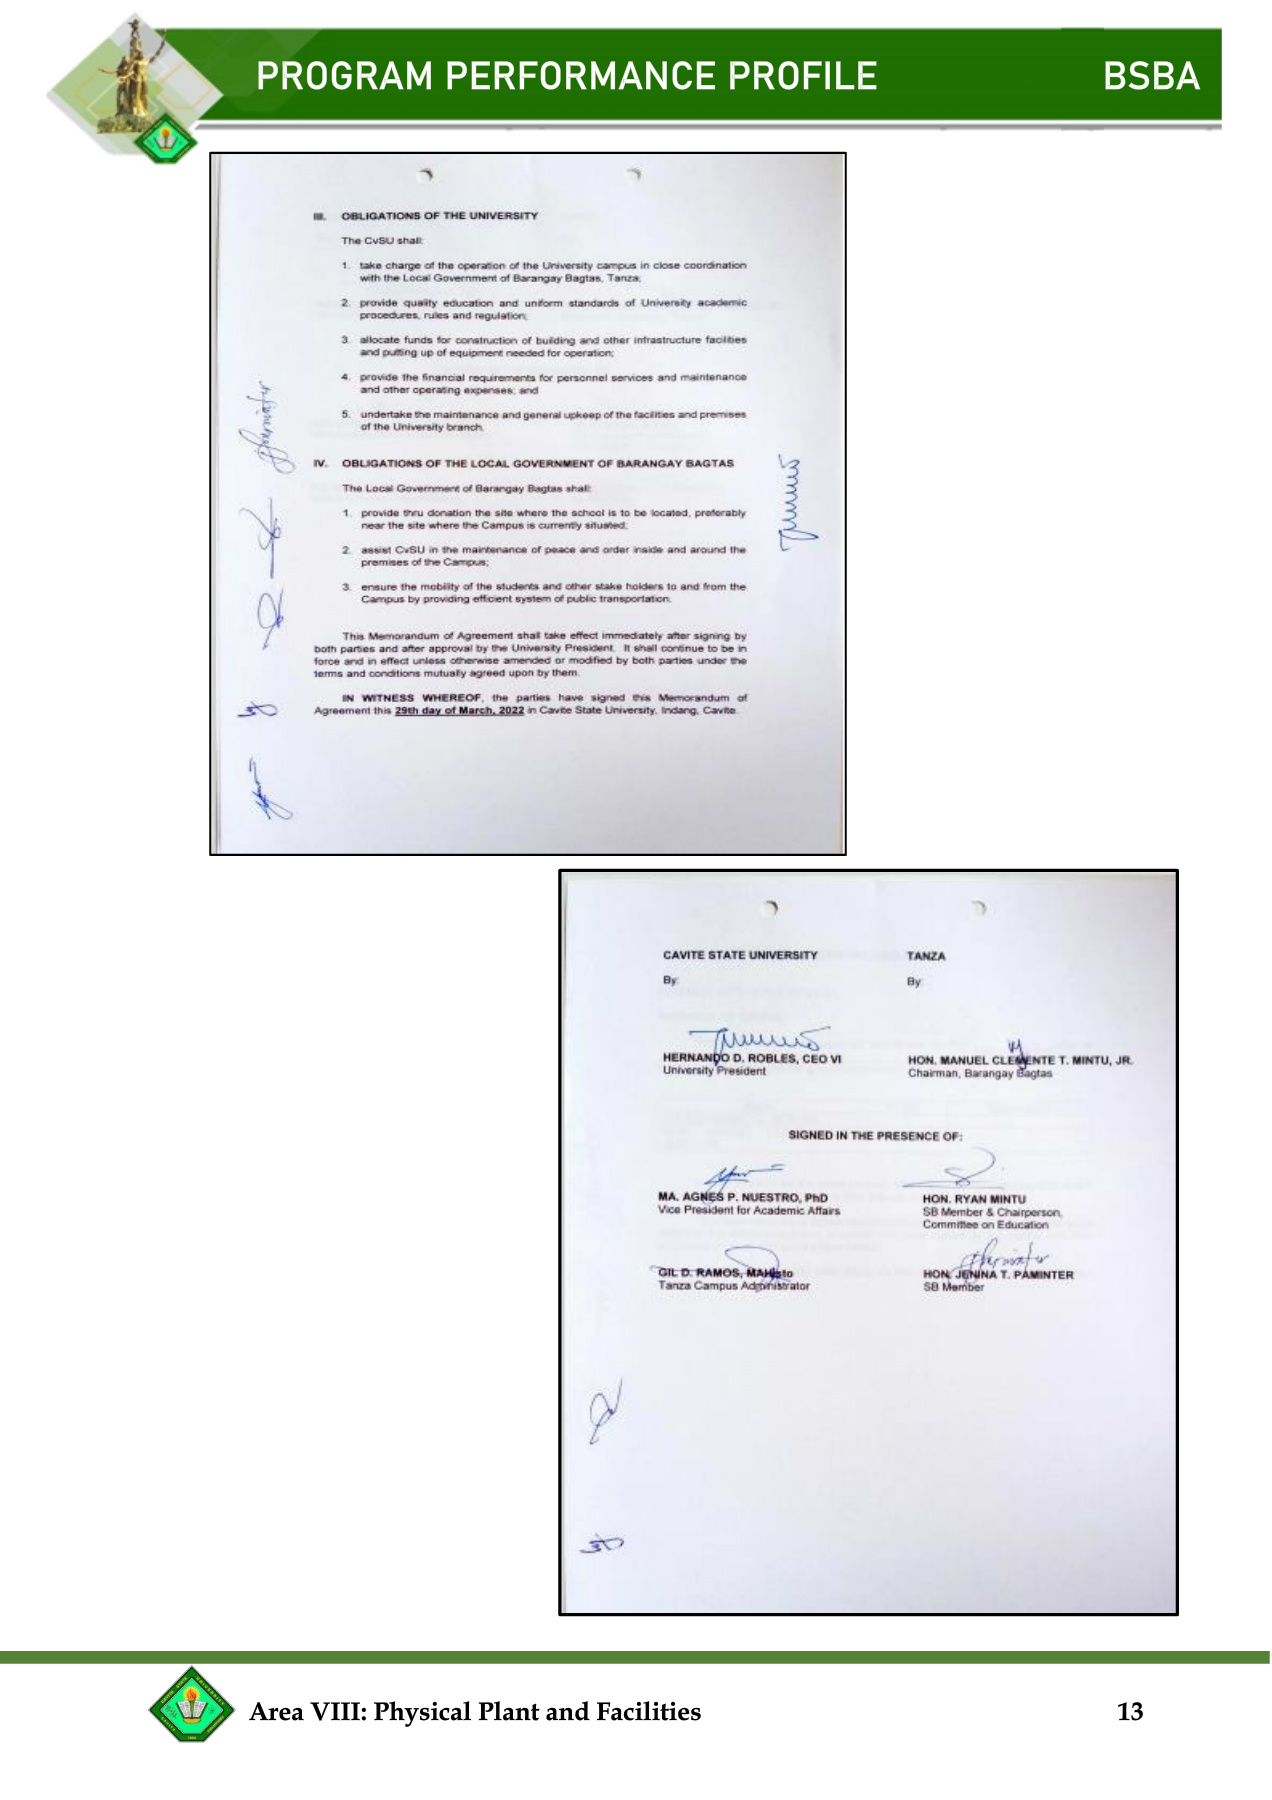 PROGRAM PERFORMANCE PROFILE BSBA
III. OBLIGATIONS OF THE UNIVERSITY
The CvSU shall:
1. take charge of the operation of the University campus in close coordination
with the Local Government of Barangay Bagtas, Tanza;
2. provide quality education and uniform standards of University academic
procedures, rules and regulation;
3. allocate funds for construction of building and other infrastructure facilities
and putting up of equipment needed for operation;
4. provide the financial requirements for personnel services and maintenance
and other operating expenses; and
5. undertake the maintenance and general upkeep of the facilities and premises
of the University branch.
IV. OBLIGATIONS OF THE LOCAL GOVERNMENT OF BARANGAY BAGTAS
The Local Government of Barangay Bagtas shall:
1. provide thru donation the site where the school is to be located, preferably
near the site where the Campus is currently situated;
2. assist CvSU in the maintenance of peace and order inside and around the
premises of the Campus;
3. ensure the mobility of the students and other stake holders to and from the
Campus by providing efficient system of public transportation.
This Memorandum of Agreement shall take effect immediately after signing by
both parties and after approval by the University President. It shall continue to be in
force and in effect unless otherwise amended or modified by both parties under the
terms and conditions mutually agreed upon by them.
IN WITNESS WHEREOF, the parties have signed this Memorandum of
Agreement this 29th day of March, 2022 in Cavite State University, Indang, Cavite.
CAVITE STATE UNIVERSITY TANZA
By: By:
HERNANDO D. ROBLES, CEO VI HON. MANUEL CLEMENTE T. MINTU, JR.
University President Chairman, Barangay Bagtas
SIGNED IN THE PRESENCE OF:
MA. AGNES P. NUESTRO, PhD HON. RYAN MINTU
Vice President for Academic Affairs SB Member & Chairperson,
Committee on Education
GIL D. RAMOS, MAHisto HON. JENINA T. PAMINTER
Tanza Campus Administrator SB Member
Area VIII: Physical Plant and Facilities 13